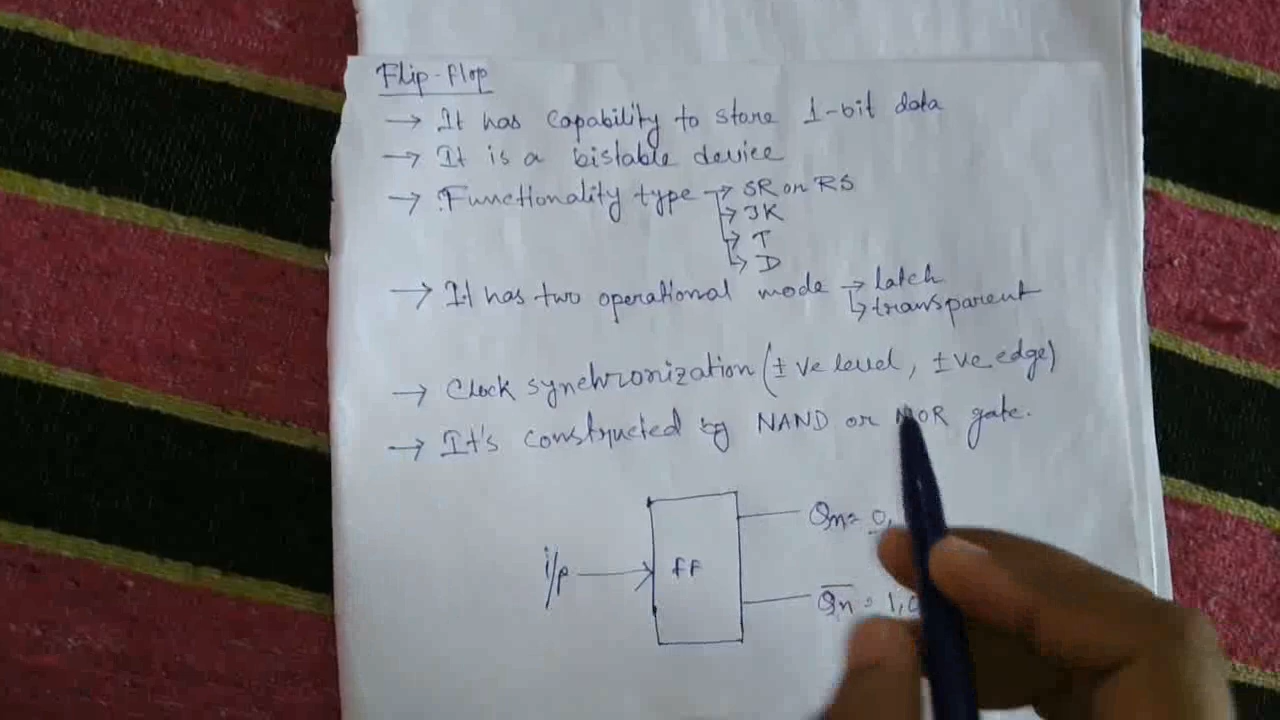 Flip-Flop
→ It has capability to store 1-bit data
→ It is a bistable device
→ Functionality type → SR or RS
→ JK
→ T
→ D
→ It has two operational mode → latch
→ transparent
→ Clock synchronization (± ve level, ± ve edge)
→ It's constructed by NAND or NOR gate.
Qn = 0,
i/p → FF
Q̅n̅ = 1,0